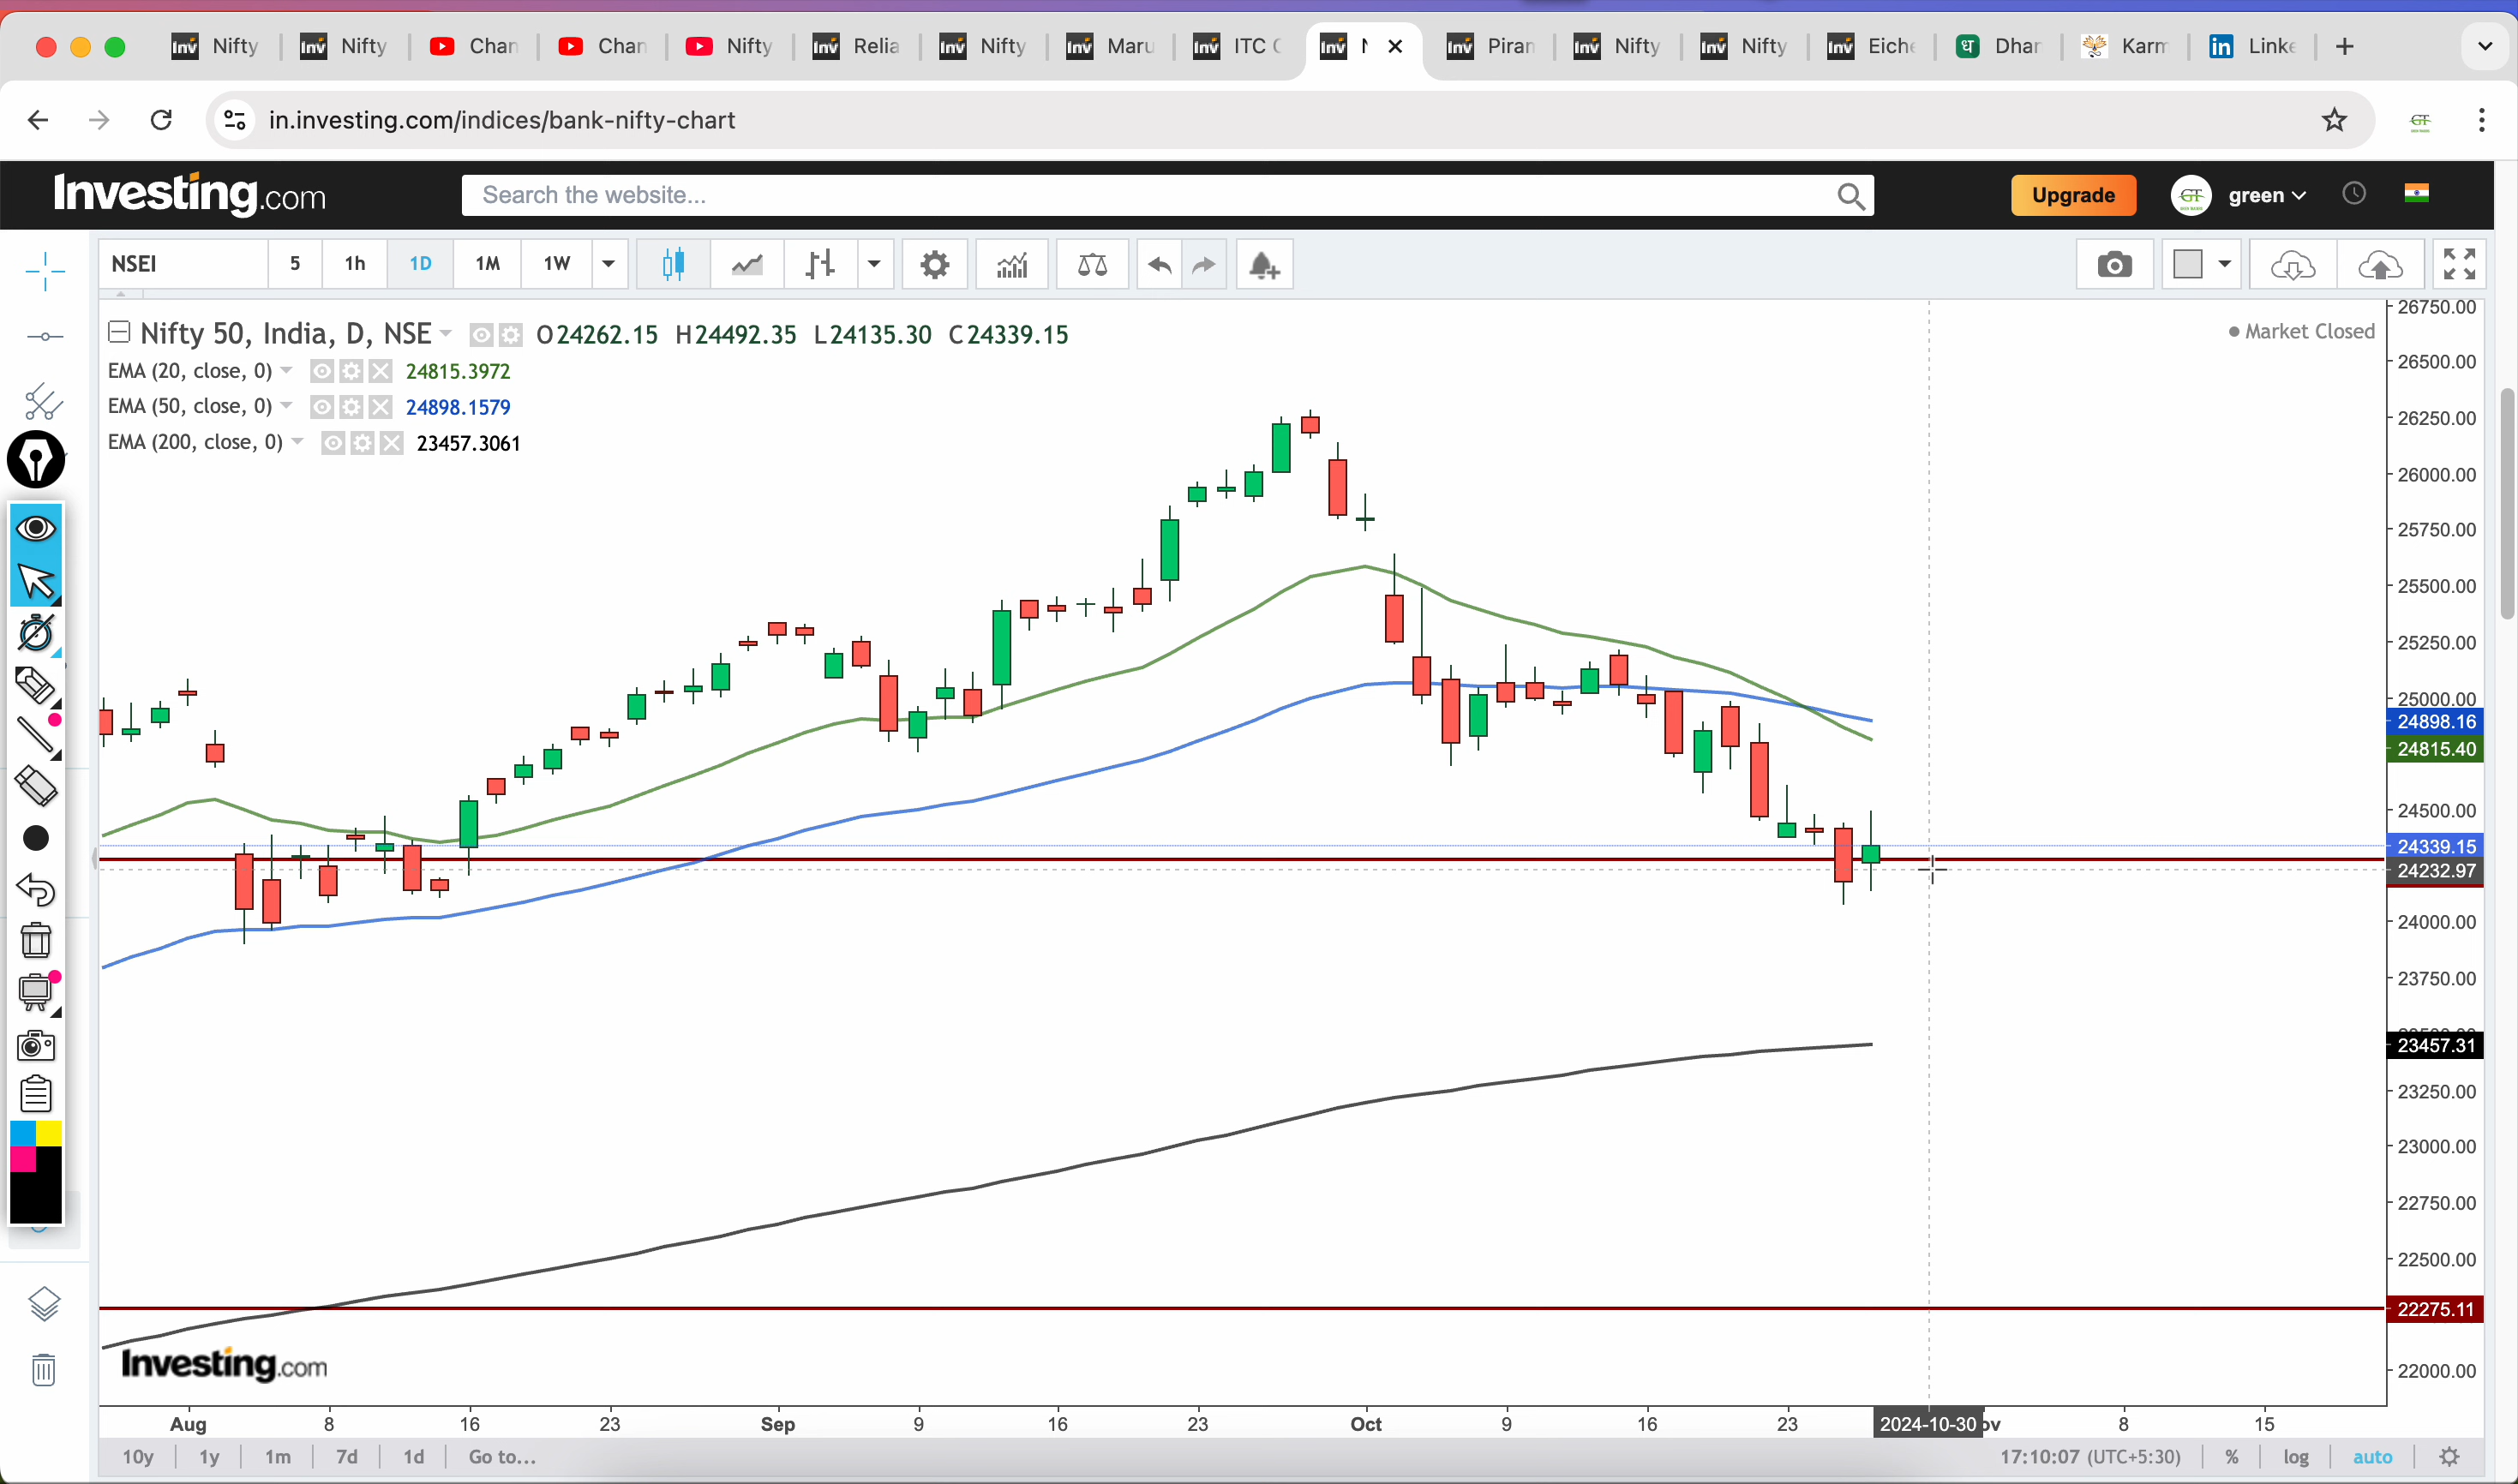 Nifty Nifty Chan Chan Nifty Relia Nifty Maru ITC Piran Nifty Nifty Eiche Dhar Karm Linke
in.investing.com/indices/bank-nifty-chart
Investing.com Search the website... Upgrade green
NSEI 5 1h 1D 1M 1W
Nifty 50, India, D, NSE O24262.15 H24492.35 L24135.30 C24339.15
Market Closed
EMA (20, close, 0) 24815.3972
EMA (50, close, 0) 24898.1579
EMA (200, close, 0) 23457.3061
26750.00
26500.00
26250.00
26000.00
25750.00
25500.00
25250.00
25000.00
24898.16
24815.40
24500.00
24339.15
24232.97
24000.00
23750.00
23457.31
23250.00
23000.00
22750.00
22500.00
22275.11
22000.00
Investing.com
Aug 8 16 23 Sep 9 16 23 Oct 9 16 23 2024-10-30 ov 8 15
10y 1y 1m 7d 1d Go to... 17:10:07 (UTC+5:30) % log auto